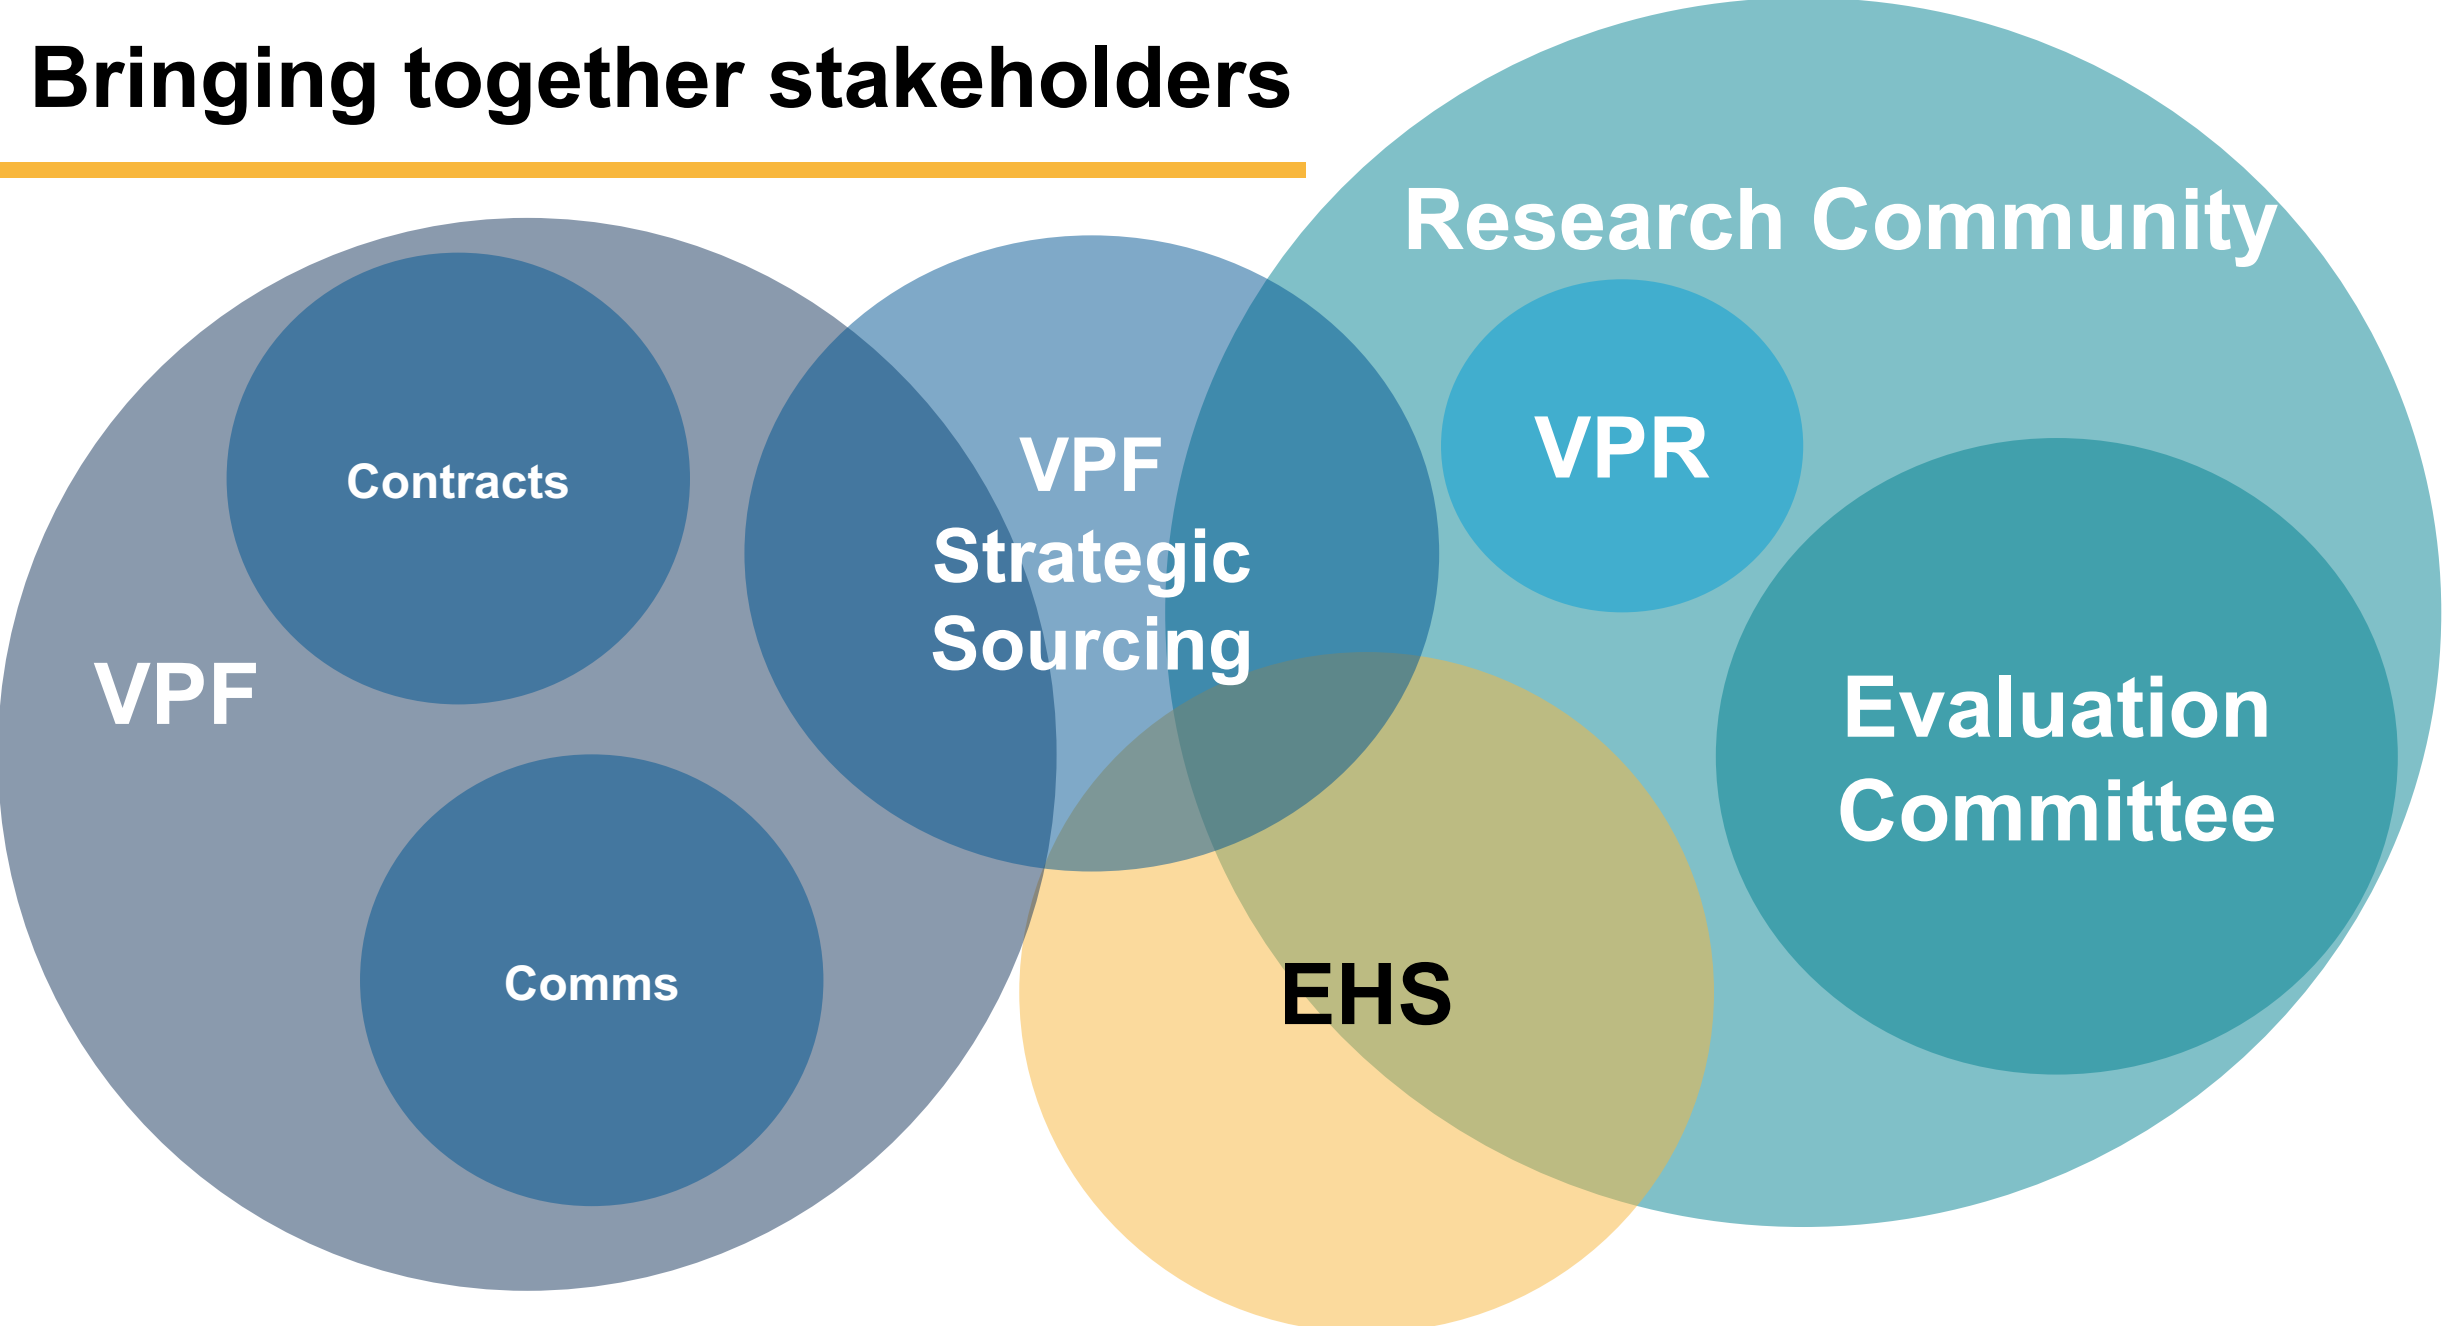 Bringing together stakeholders
Research Community
VPR
Contracts
VPF
Strategic
Sourcing
VPF
Evaluation
Committee
Comms
EHS